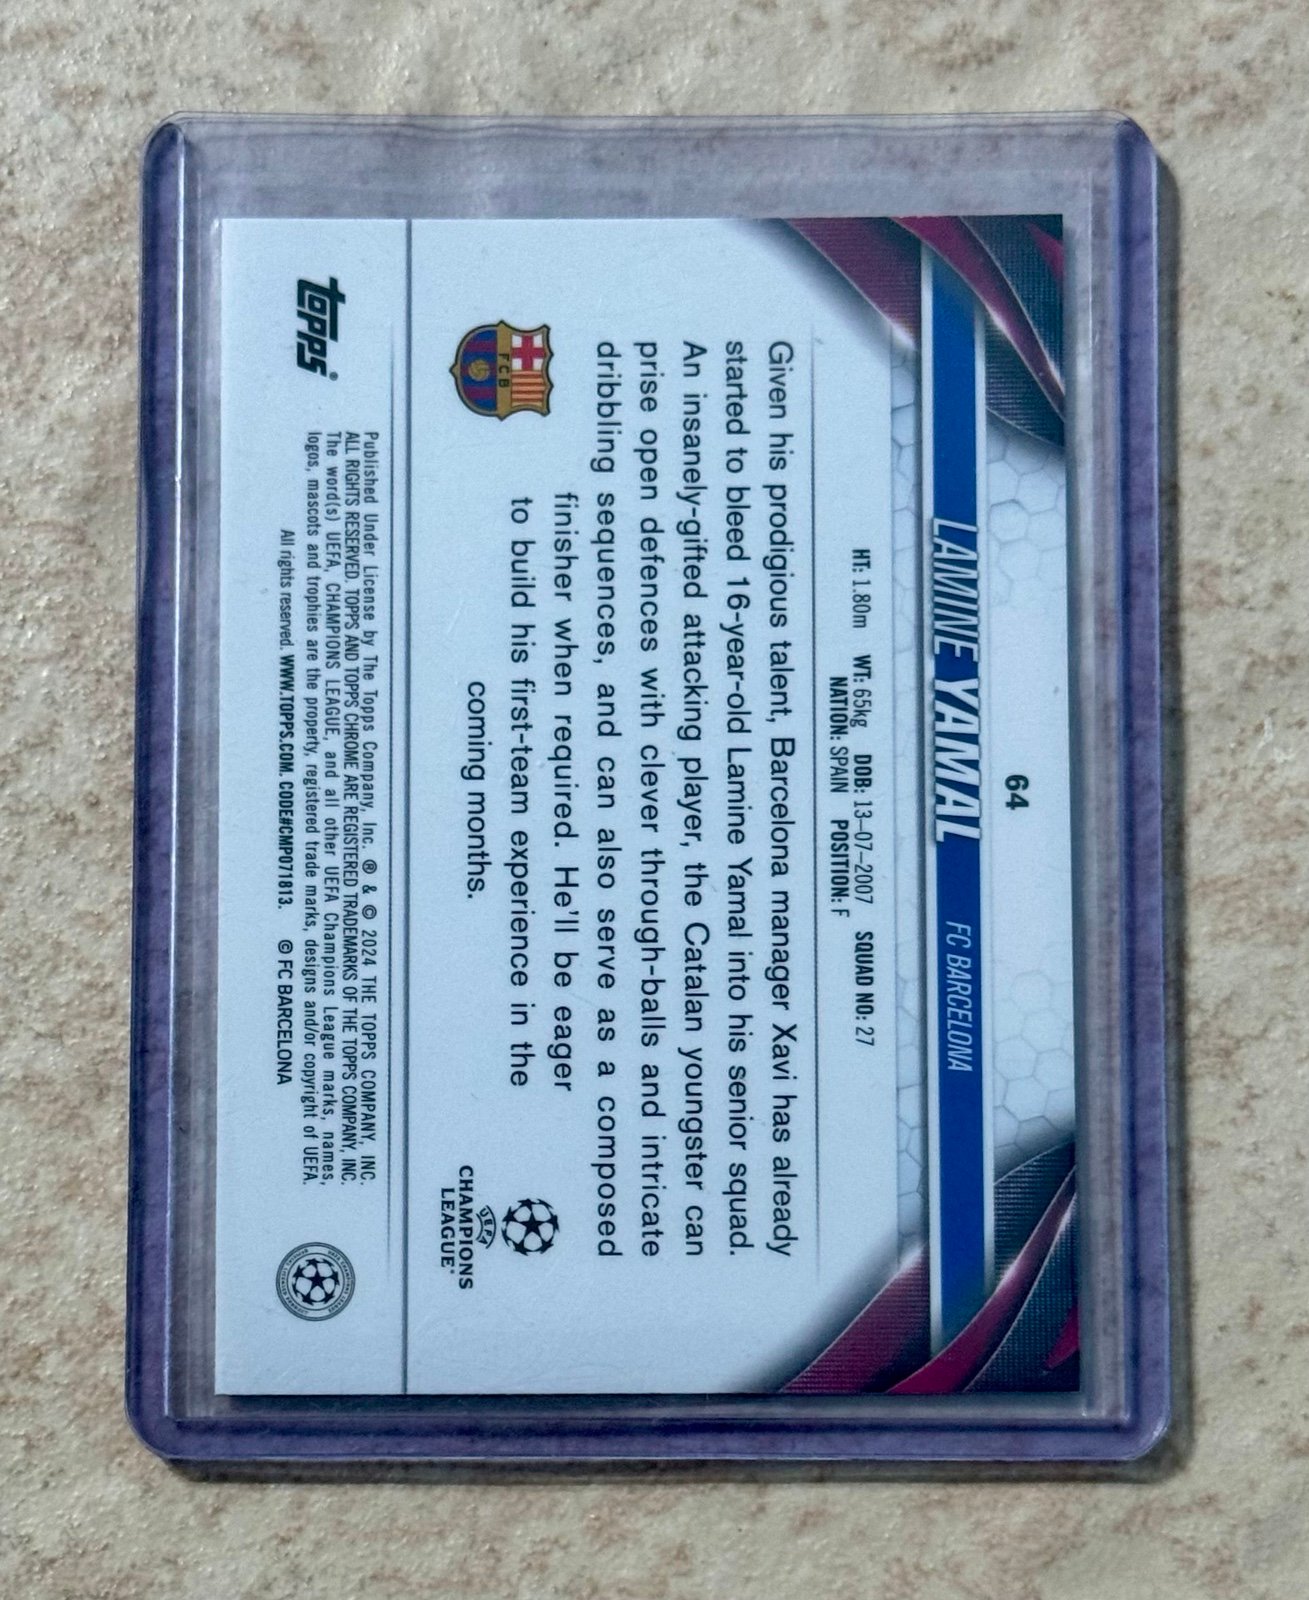 64
LAMINE YAMAL FC BARCELONA
HT: 1.80m WT: 65kg DOB: 13-07-2007 SQUAD NO: 27
NATION: SPAIN POSITION: F
Given his prodigious talent, Barcelona manager Xavi has already
started to bleed 16-year-old Lamine Yamal into his senior squad.
An insanely-gifted attacking player, the Catalan youngster can
prise open defences with clever through-balls and intricate
dribbling sequences, and can also serve as a composed
finisher when required. He'll be eager
to build his first-team experience in the
coming months.
FCB
UEFA
CHAMPIONS
LEAGUE®
topps®
Published Under License by The Topps Company, Inc. ® & © 2024 THE TOPPS COMPANY, INC.
ALL RIGHTS RESERVED. TOPPS AND TOPPS CHROME ARE REGISTERED TRADEMARKS OF THE TOPPS COMPANY, INC.
The word(s) UEFA, CHAMPIONS LEAGUE, and all other UEFA Champions League marks, names,
logos, mascots and trophies are the property, registered trade marks, designs and/or copyright of UEFA.
All rights reserved. WWW.TOPPS.COM. CODE#CMP071813. © FC BARCELONA